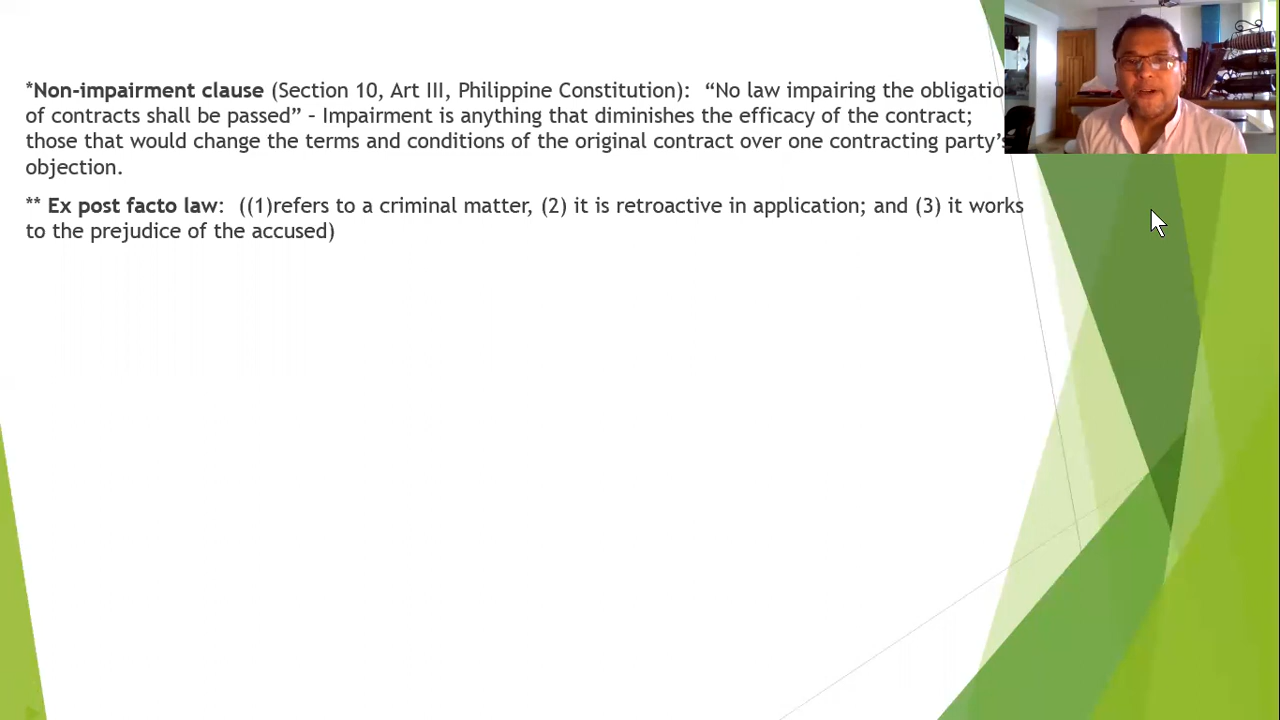 *Non-impairment clause (Section 10, Art III, Philippine Constitution): “No law impairing the obligatio
of contracts shall be passed” – Impairment is anything that diminishes the efficacy of the contract;
those that would change the terms and conditions of the original contract over one contracting party’s
objection.
** Ex post facto law: ((1)refers to a criminal matter, (2) it is retroactive in application; and (3) it works
to the prejudice of the accused)